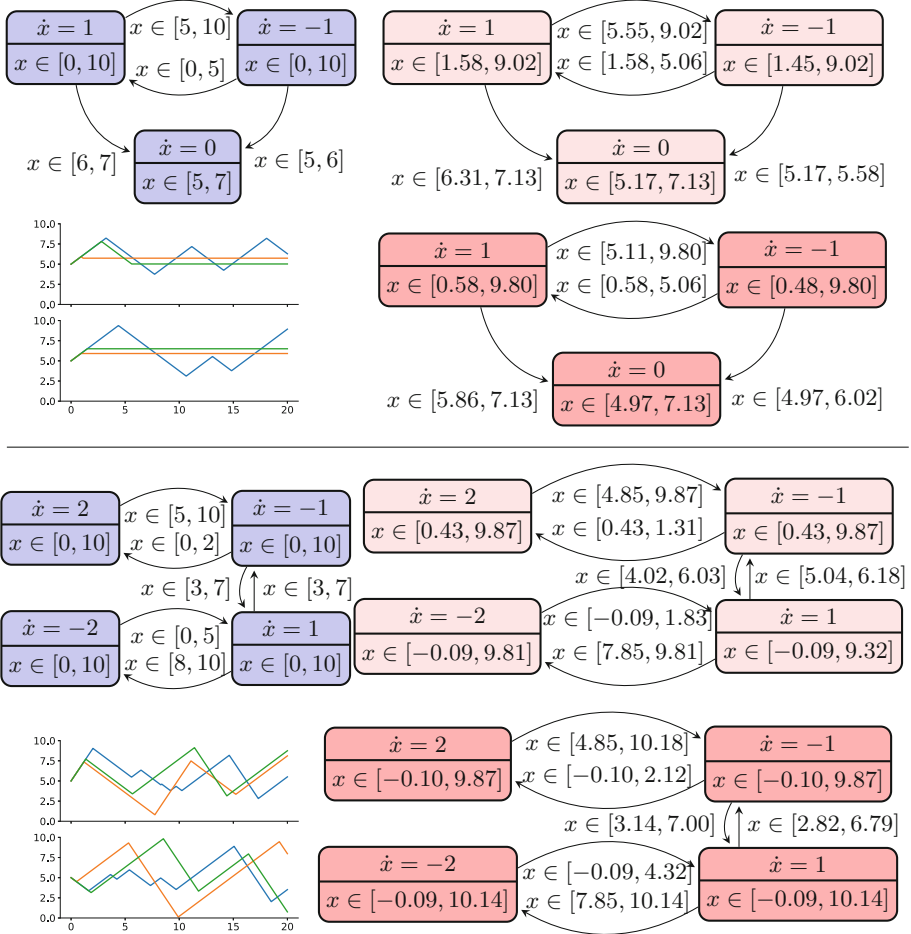 ẋ = 1
x ∈ [0, 10]
x ∈ [5, 10]
x ∈ [0, 5]
ẋ = −1
x ∈ [0, 10]
x ∈ [6, 7]
ẋ = 0
x ∈ [5, 7]
x ∈ [5, 6]
ẋ = 1
x ∈ [1.58, 9.02]
x ∈ [5.55, 9.02]
x ∈ [1.58, 5.06]
ẋ = −1
x ∈ [1.45, 9.02]
x ∈ [6.31, 7.13]
ẋ = 0
x ∈ [5.17, 7.13]
x ∈ [5.17, 5.58]
10.0
7.5
5.0
2.5
0.0
10.0
7.5
5.0
2.5
0.0
0 5 10 15 20
ẋ = 1
x ∈ [0.58, 9.80]
x ∈ [5.11, 9.80]
x ∈ [0.58, 5.06]
ẋ = −1
x ∈ [0.48, 9.80]
x ∈ [5.86, 7.13]
ẋ = 0
x ∈ [4.97, 7.13]
x ∈ [4.97, 6.02]
ẋ = 2
x ∈ [0, 10]
x ∈ [5, 10]
x ∈ [0, 2]
ẋ = −1
x ∈ [0, 10]
x ∈ [3, 7]
x ∈ [3, 7]
ẋ = −2
x ∈ [0, 10]
x ∈ [0, 5]
x ∈ [8, 10]
ẋ = 1
x ∈ [0, 10]
ẋ = 2
x ∈ [0.43, 9.87]
x ∈ [4.85, 9.87]
x ∈ [0.43, 1.31]
ẋ = −1
x ∈ [0.43, 9.87]
x ∈ [4.02, 6.03]
x ∈ [5.04, 6.18]
ẋ = −2
x ∈ [−0.09, 9.81]
x ∈ [−0.09, 1.83]
x ∈ [7.85, 9.81]
ẋ = 1
x ∈ [−0.09, 9.32]
10.0
7.5
5.0
2.5
0.0
10.0
7.5
5.0
2.5
0.0
0 5 10 15 20
ẋ = 2
x ∈ [−0.10, 9.87]
x ∈ [4.85, 10.18]
x ∈ [−0.10, 2.12]
ẋ = −1
x ∈ [−0.10, 9.87]
x ∈ [3.14, 7.00]
x ∈ [2.82, 6.79]
ẋ = −2
x ∈ [−0.09, 10.14]
x ∈ [−0.09, 4.32]
x ∈ [7.85, 10.14]
ẋ = 1
x ∈ [−0.09, 10.14]